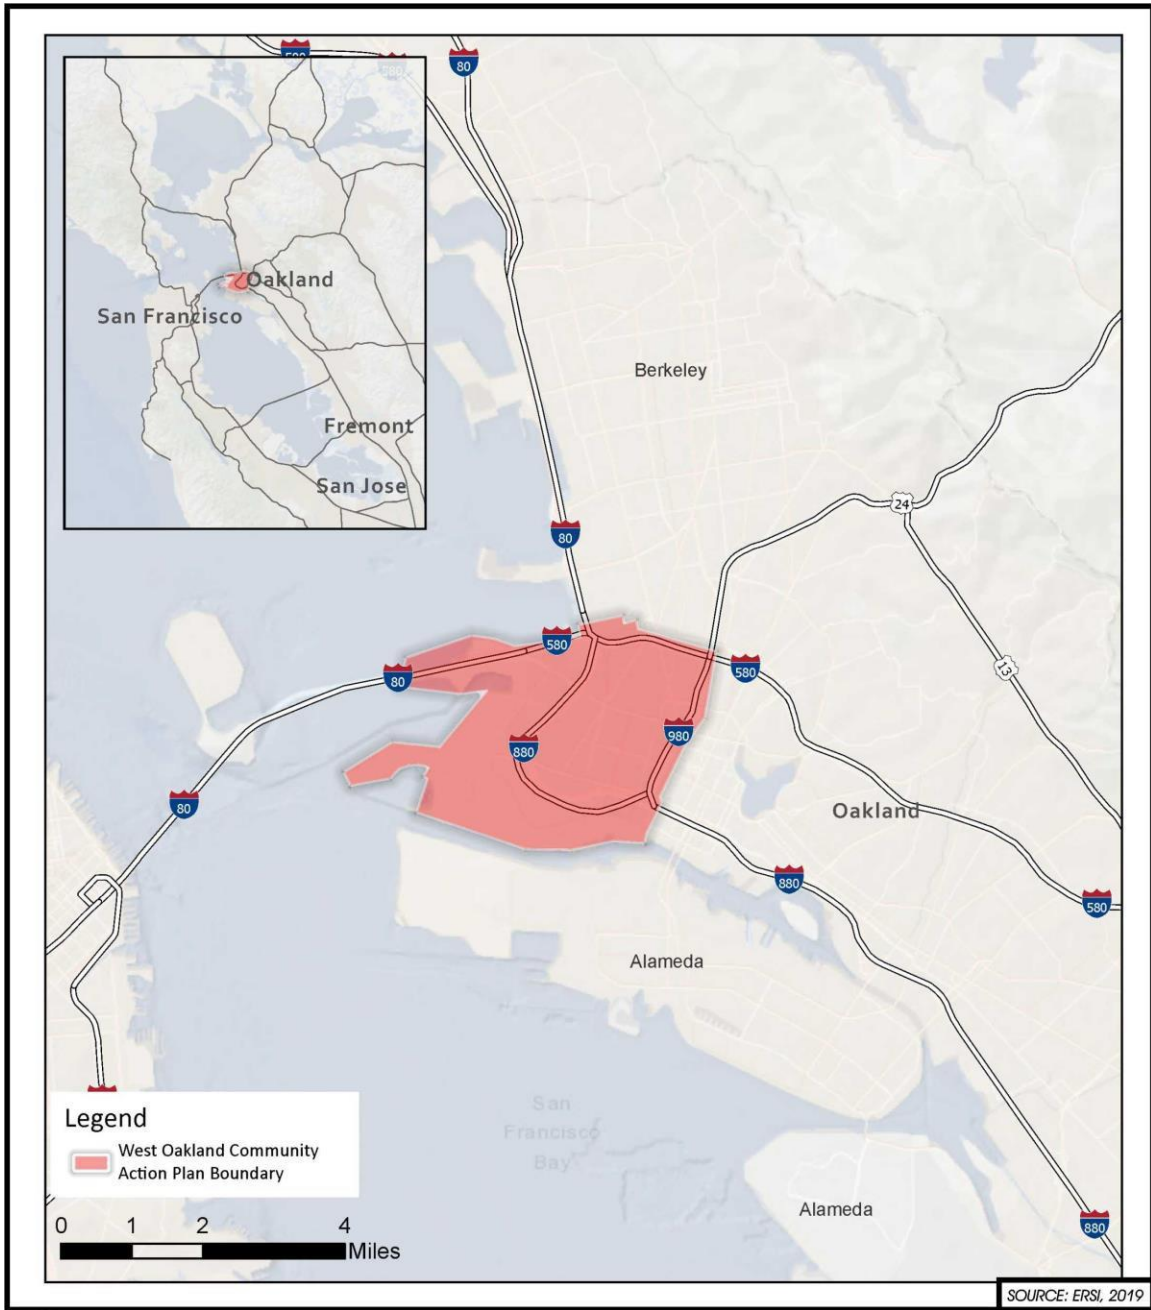 580
580
80
Oakland
San Francisco
Fremont
San Jose
Berkeley
24
80
13
580
580
80
980
880
80
Oakland
880
580
Alameda
San
Francisco
Bay
Alameda
880
Legend
West Oakland Community
Action Plan Boundary
0 1 2 4
Miles
SOURCE: ERSI, 2019